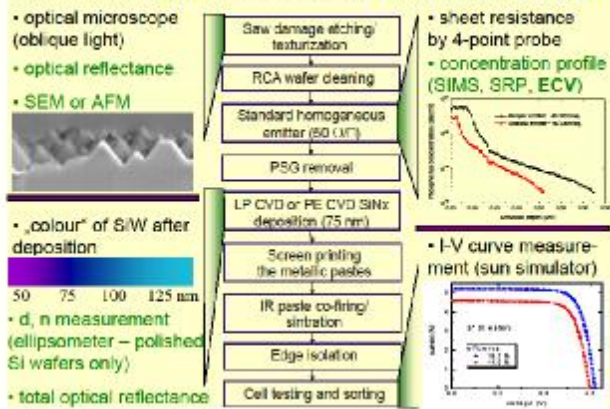 • optical microscope
(oblique light)
• optical reflectance
• SEM or AFM
„colour" of SiW after
deposition
50 75 100 125 nm
• d, n measurement
(ellipsometer – polished
Si wafers only)
• total optical reflectance
Saw damage etching/
texturization
RCA wafer cleaning
Standard homogeneous
emitter (60 Ω/□)
PSG removal
LP CVD or PE CVD SiNx
deposition (75 nm)
Screen printing
the metallic pastes
IR paste co-firing/
sintration
Edge isolation
Cell testing and sorting
• sheet resistance
by 4-point probe
• concentration profile
(SIMS, SRP, ECV)
• I-V curve measure-
ment (sun simulator)